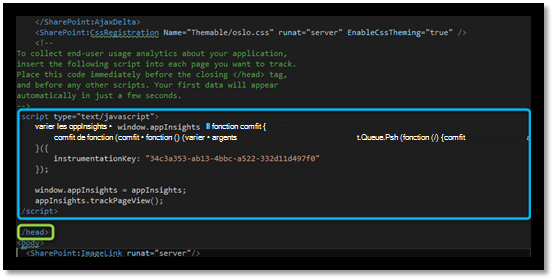 </SharePoint:AjaxDelta>
<SharePoint:CssRegistration Name="Themable/oslo.css" runat="server" EnableCssTheming="true" />
<!--
To collect end-user usage analytics about your application,
insert the following script into each page you want to track.
Place this code immediately before the closing </head> tag,
and before any other scripts. Your first data will appear
automatically in just a few seconds.
-->
script type="text/javascript">
varier les oppInsights • window.appInsights II fonction comfit {
comfit de fonction (comfit • fonction () (varier • argents t.Queue.Psh (fonction (/) {comfit a
}({
instrumentationKey: "34c3a353-ab13-4bbc-a522-332d11d497f0"
});
window.appInsights = appInsights;
appInsights.trackPageView();
</script>
/head>
<body>
<SharePoint:ImageLink runat="server"/>